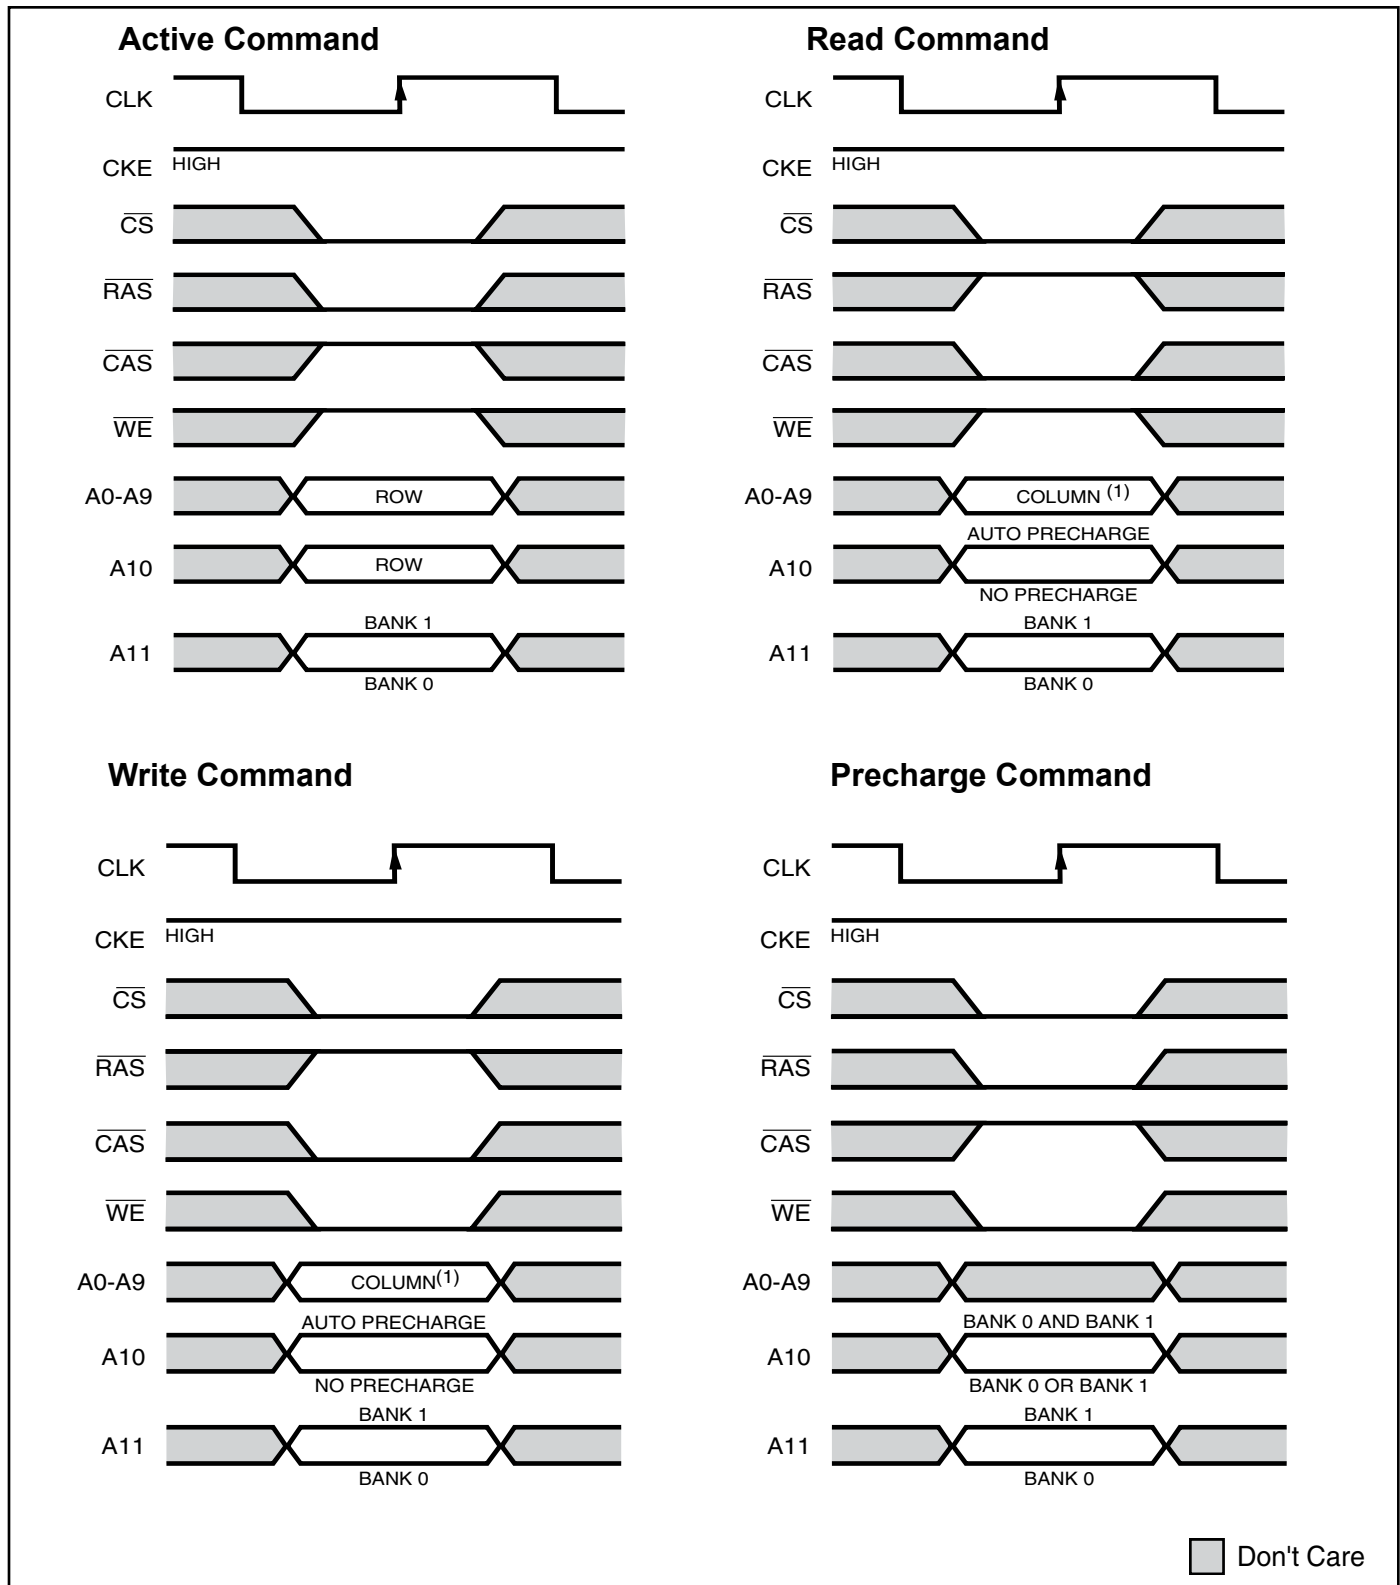 Active Command
CLK
CKE HIGH
CS
RAS
CAS
WE
A0-A9 ROW
A10 ROW
BANK 1
A11
BANK 0
Read Command
CLK
CKE HIGH
CS
RAS
CAS
WE
A0-A9 COLUMN (1)
AUTO PRECHARGE
A10
NO PRECHARGE
BANK 1
A11
BANK 0
Write Command
CLK
CKE HIGH
CS
RAS
CAS
WE
A0-A9 COLUMN(1)
AUTO PRECHARGE
A10
NO PRECHARGE
BANK 1
A11
BANK 0
Precharge Command
CLK
CKE HIGH
CS
RAS
CAS
WE
A0-A9
BANK 0 AND BANK 1
A10
BANK 0 OR BANK 1
BANK 1
A11
BANK 0
Don't Care